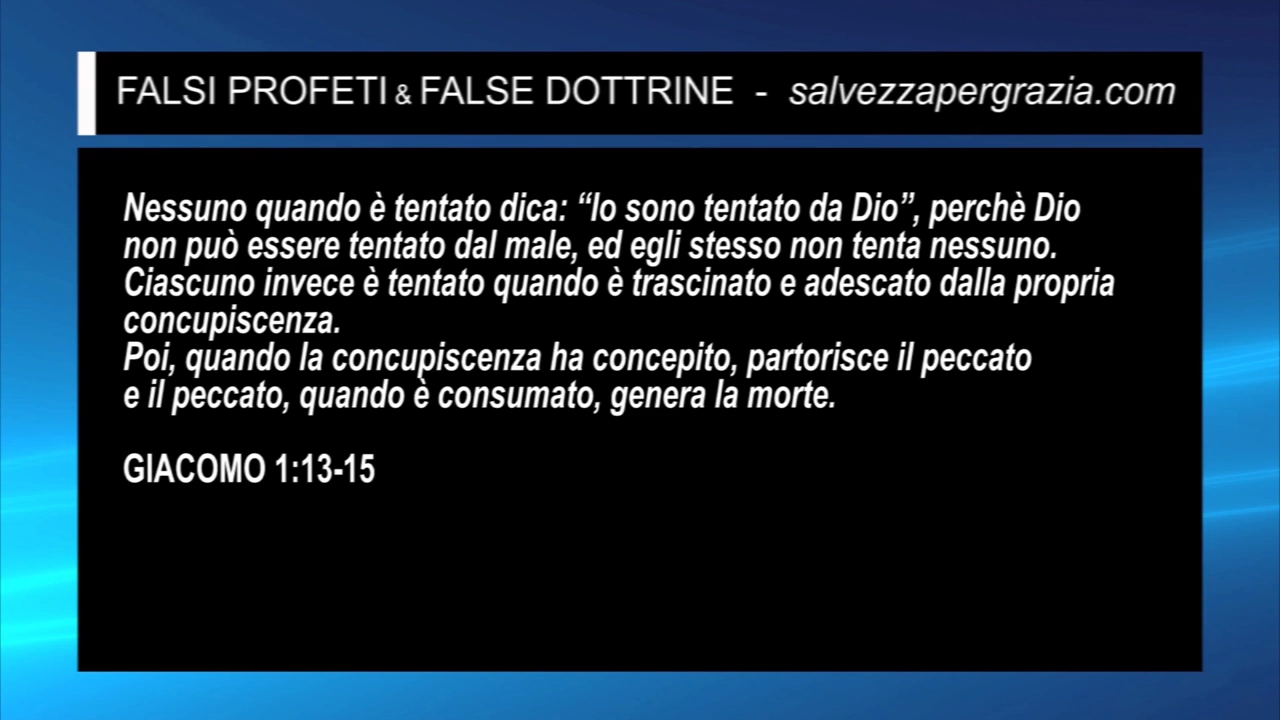 FALSI PROFETI & FALSE DOTTRINE - salvezzapergrazia.com
Nessuno quando è tentato dica: “Io sono tentato da Dio”, perchè Dio
non può essere tentato dal male, ed egli stesso non tenta nessuno.
Ciascuno invece è tentato quando è trascinato e adescato dalla propria
concupiscenza.
Poi, quando la concupiscenza ha concepito, partorisce il peccato
e il peccato, quando è consumato, genera la morte.
GIACOMO 1:13-15